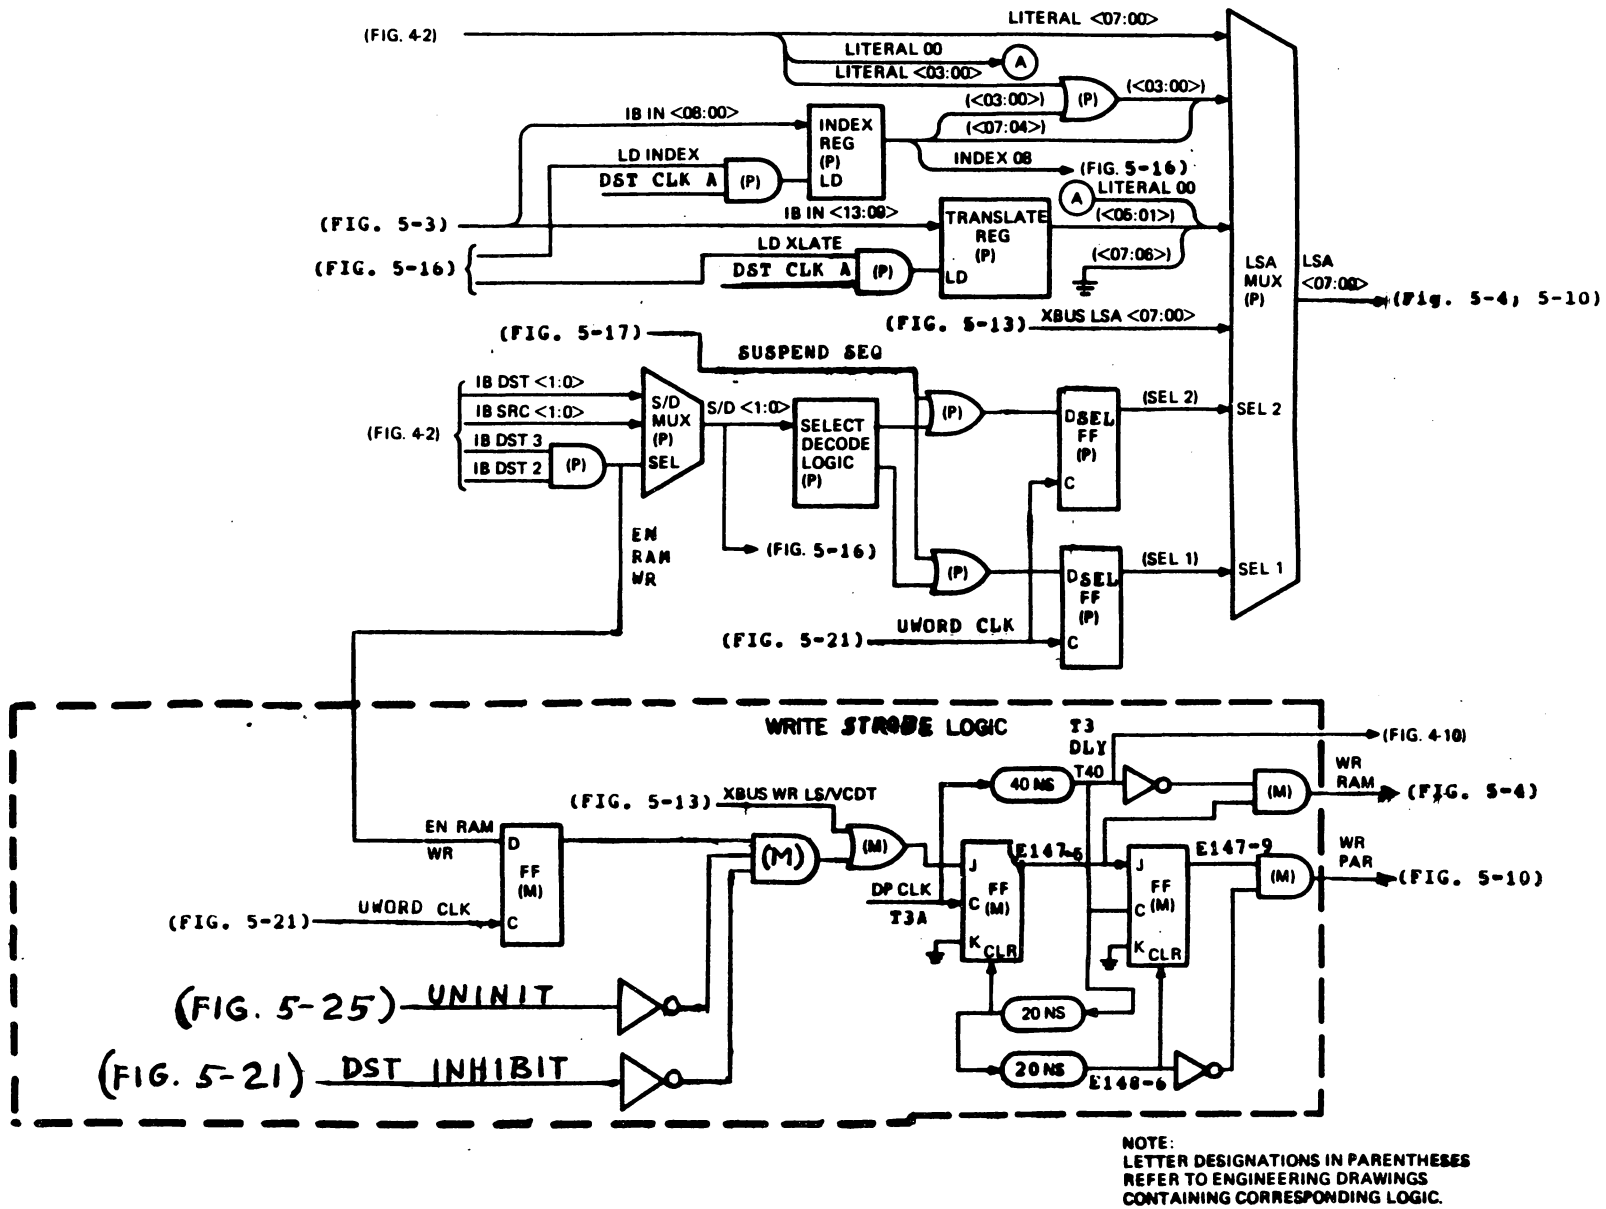 LITERAL <07:00>
(FIG. 4-2)
LITERAL 00
A
LITERAL <03:00>
(<03:00>)
(P)
(<03:00>)
IB IN <08:00>
INDEX
REG
(P)
LD
(<07:04>)
LD INDEX
DST CLK A
(P)
INDEX 08
(FIG. 5-16)
A
LITERAL 00
(FIG. 5-3)
IB IN <13:09>
TRANSLATE
REG
(P)
LD
(<05:01>)
(<07:06>)
(FIG. 5-16)
LD XLATE
DST CLK A
(P)
LSA
MUX
(P)
LSA
<07:00>
(Fig. 5-4, 5-10)
(FIG. 5-13)
XBUS LSA <07:00>
(FIG. 5-17)
SUSPEND SEQ
IB DST <1:0>
IB SRC <1:0>
(FIG. 4-2)
IB DST 3
IB DST 2
(P)
S/D
MUX
(P)
SEL
S/D <1:0>
SELECT
DECODE
LOGIC
(P)
(P)
D SEL
FF
(P)
C
(SEL 2)
SEL 2
EN
RAM
WR
(FIG. 5-16)
(P)
D SEL
FF
(P)
C
(SEL 1)
SEL 1
(FIG. 5-21)
UWORD CLK
WRITE STROBE LOGIC
T3
DLY
T40
(FIG. 4-10)
40 NS
(M)
WR
RAM
(FIG. 5-4)
(FIG. 5-13)
XBUS WR LS/VCDT
EN RAM
WR
D
FF
(M)
C
(M)
(M)
DP CLK
T3A
J
FF
C (M)
K
CLR
E147-5
J
FF
(M)
C
K
CLR
E147-9
(M)
WR
PAR
(FIG. 5-10)
(FIG. 5-21)
UWORD CLK
(FIG. 5-25)
UNINIT
20 NS
(FIG. 5-21)
DST INHIBIT
20 NS
E148-6
NOTE:
LETTER DESIGNATIONS IN PARENTHESES
REFER TO ENGINEERING DRAWINGS
CONTAINING CORRESPONDING LOGIC.